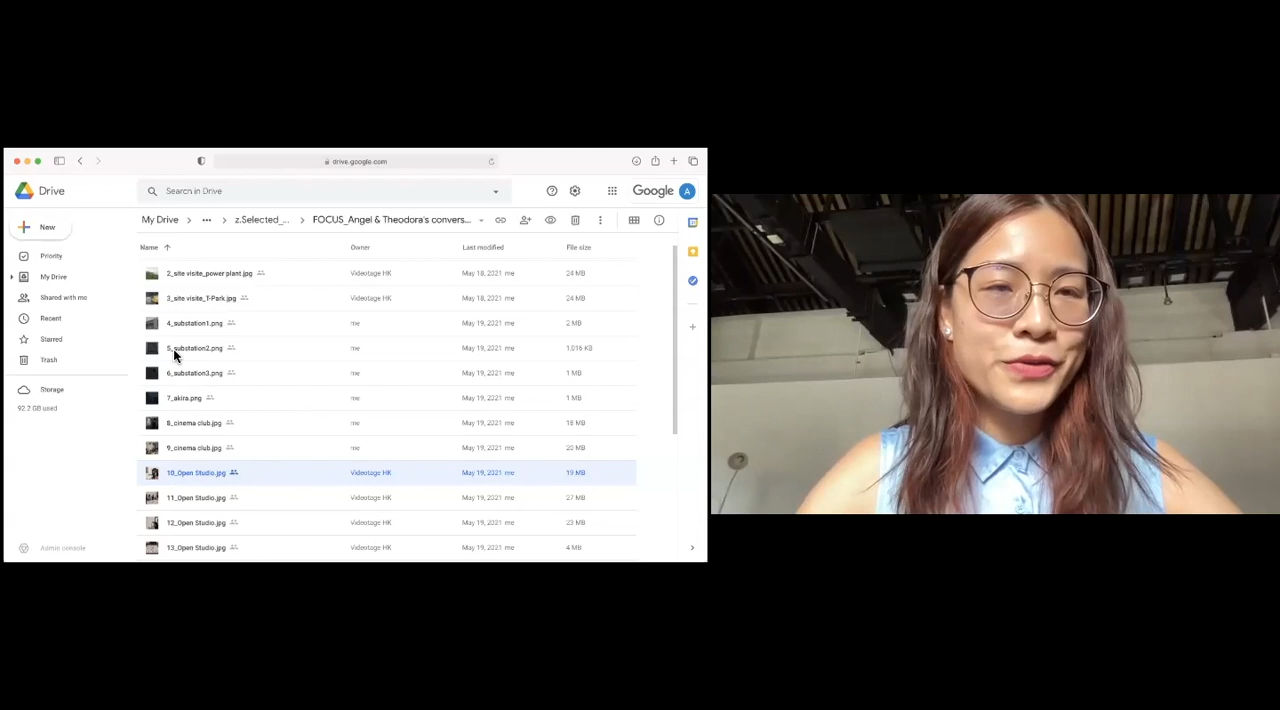 drive.google.com
Drive
Search in Drive
Google
A
New
My Drive
z.Selected_...
FOCUS_Angel & Theodora's convers...
Priority
My Drive
Shared with me
Recent
Starred
Trash
Storage
92.2 GB used
Admin console
Name Owner Last modified File size
2_site visite_power plant.jpg Videotage HK May 18, 2021 me 24 MB
3_site visite_T-Park.jpg Videotage HK May 18, 2021 me 24 MB
4_substation1.png me May 19, 2021 me 2 MB
5_substation2.png me May 19, 2021 me 1,016 KB
6_substation3.png me May 19, 2021 me 1 MB
7_akira.png me May 19, 2021 me 1 MB
8_cinema club.jpg me May 19, 2021 me 18 MB
9_cinema club.jpg me May 19, 2021 me 20 MB
10_Open Studio.jpg Videotage HK May 19, 2021 me 19 MB
11_Open Studio.jpg Videotage HK May 19, 2021 me 27 MB
12_Open Studio.jpg Videotage HK May 19, 2021 me 23 MB
13_Open Studio.jpg Videotage HK May 19, 2021 me 4 MB